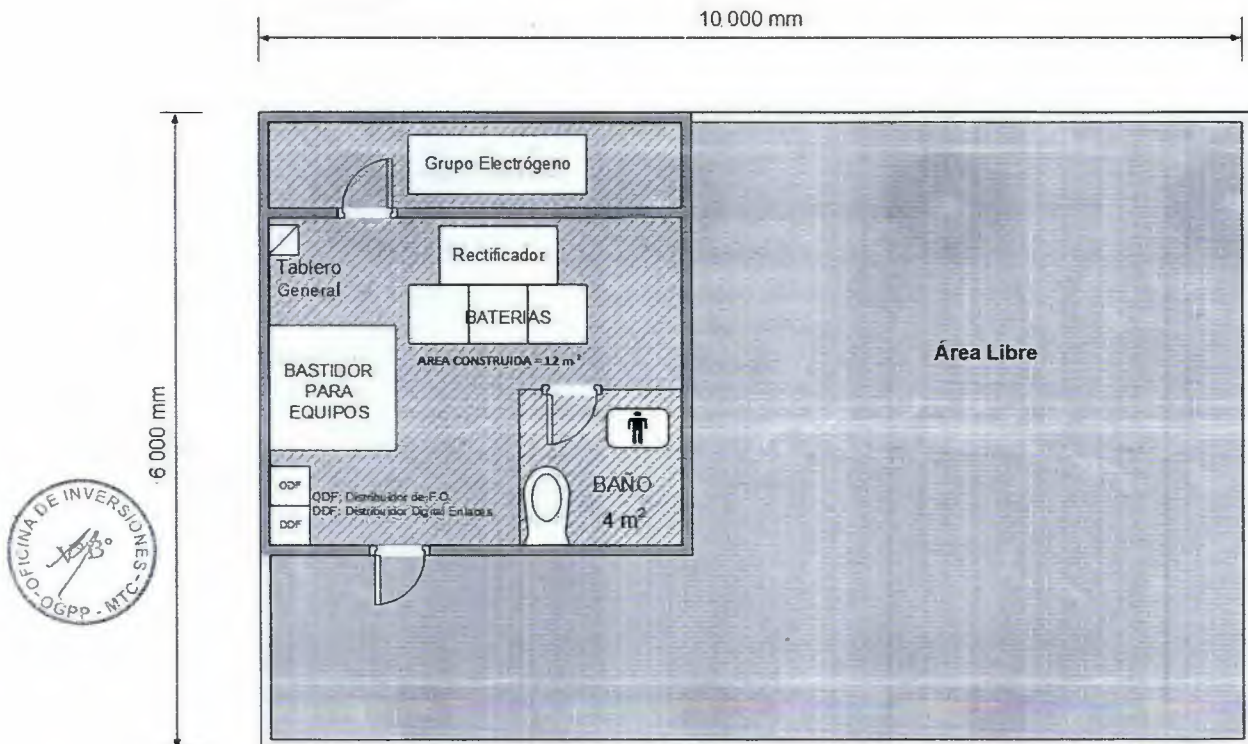 10 000 mm
6 000 mm
Grupo Electrógeno
Tablero
General
Rectificador
BATERIAS
AREA CONSTRUIDA = 12 m²
BASTIDOR
PARA
EQUIPOS
Área Libre
BAÑO
4 m²
ODF
DDF
ODF: Distribuidor de F.O.
DDF: Distribuidor Digital Enlaces
OFICINA DE INVERSIONES
OGPP - MTC